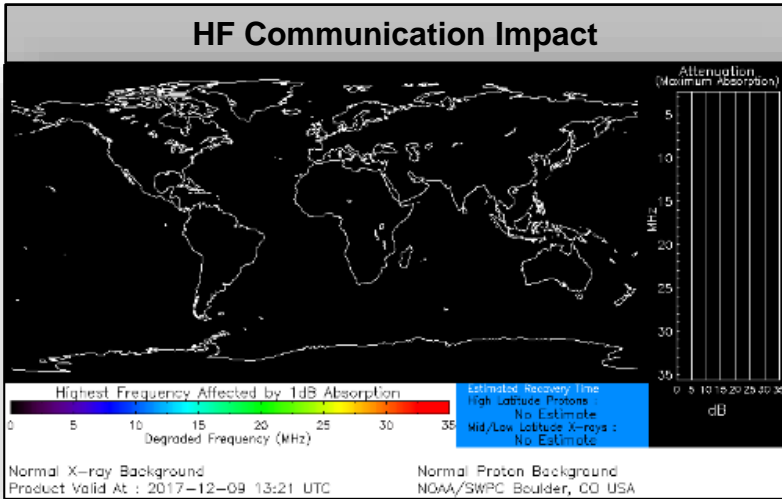 HF Communication Impact
Attenuation
(Maximum Absorption)
5
10
15
20
25
30
35
MHz
0 5 10 15 20 25 30 35
dB
Highest Frequency Affected by 1dB Absorption
0 5 10 15 20 25 30 35
Degraded Frequency (MHz)
Estimated Recovery Time
High Latitude Protons :
No Estimate
Mid/Low Latitude X-rays :
No Estimate
Normal X-ray Background
Product Valid At : 2017-12-09 13:21 UTC
Normal Proton Background
NOAA/SWPC Boulder, CO USA